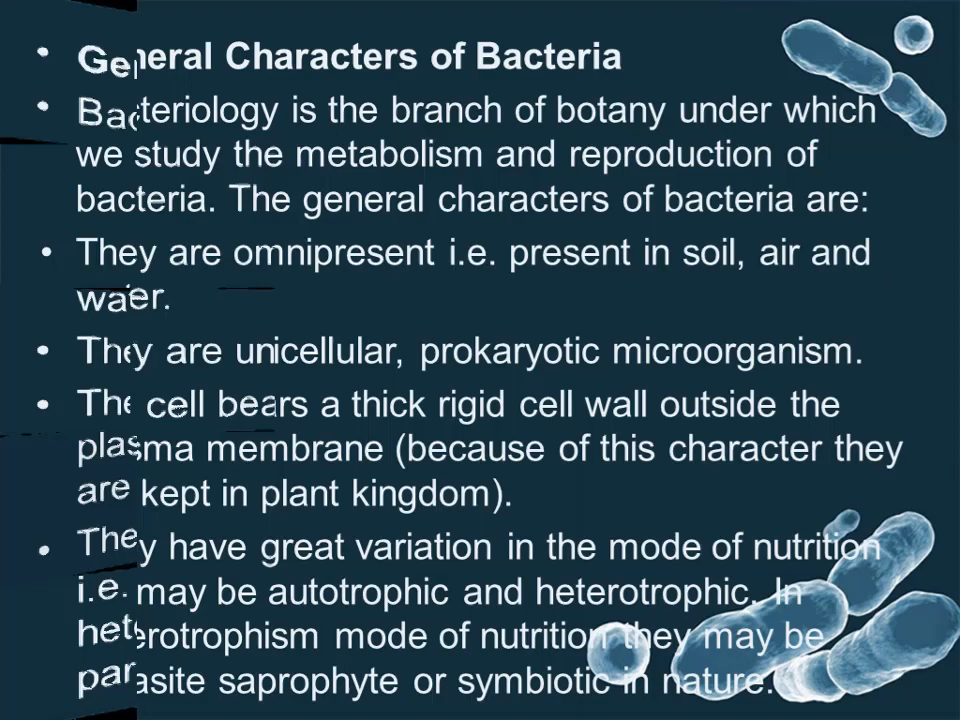 • General Characters of Bacteria
• Bacteriology is the branch of botany under which
we study the metabolism and reproduction of
bacteria. The general characters of bacteria are:
• They are omnipresent i.e. present in soil, air and
water.
• They are unicellular, prokaryotic microorganism.
• The cell bears a thick rigid cell wall outside the
plasma membrane (because of this character they
are kept in plant kingdom).
• They have great variation in the mode of nutrition
i.e. may be autotrophic and heterotrophic. In
heterotrophism mode of nutrition they may be
parasite saprophyte or symbiotic in nature.